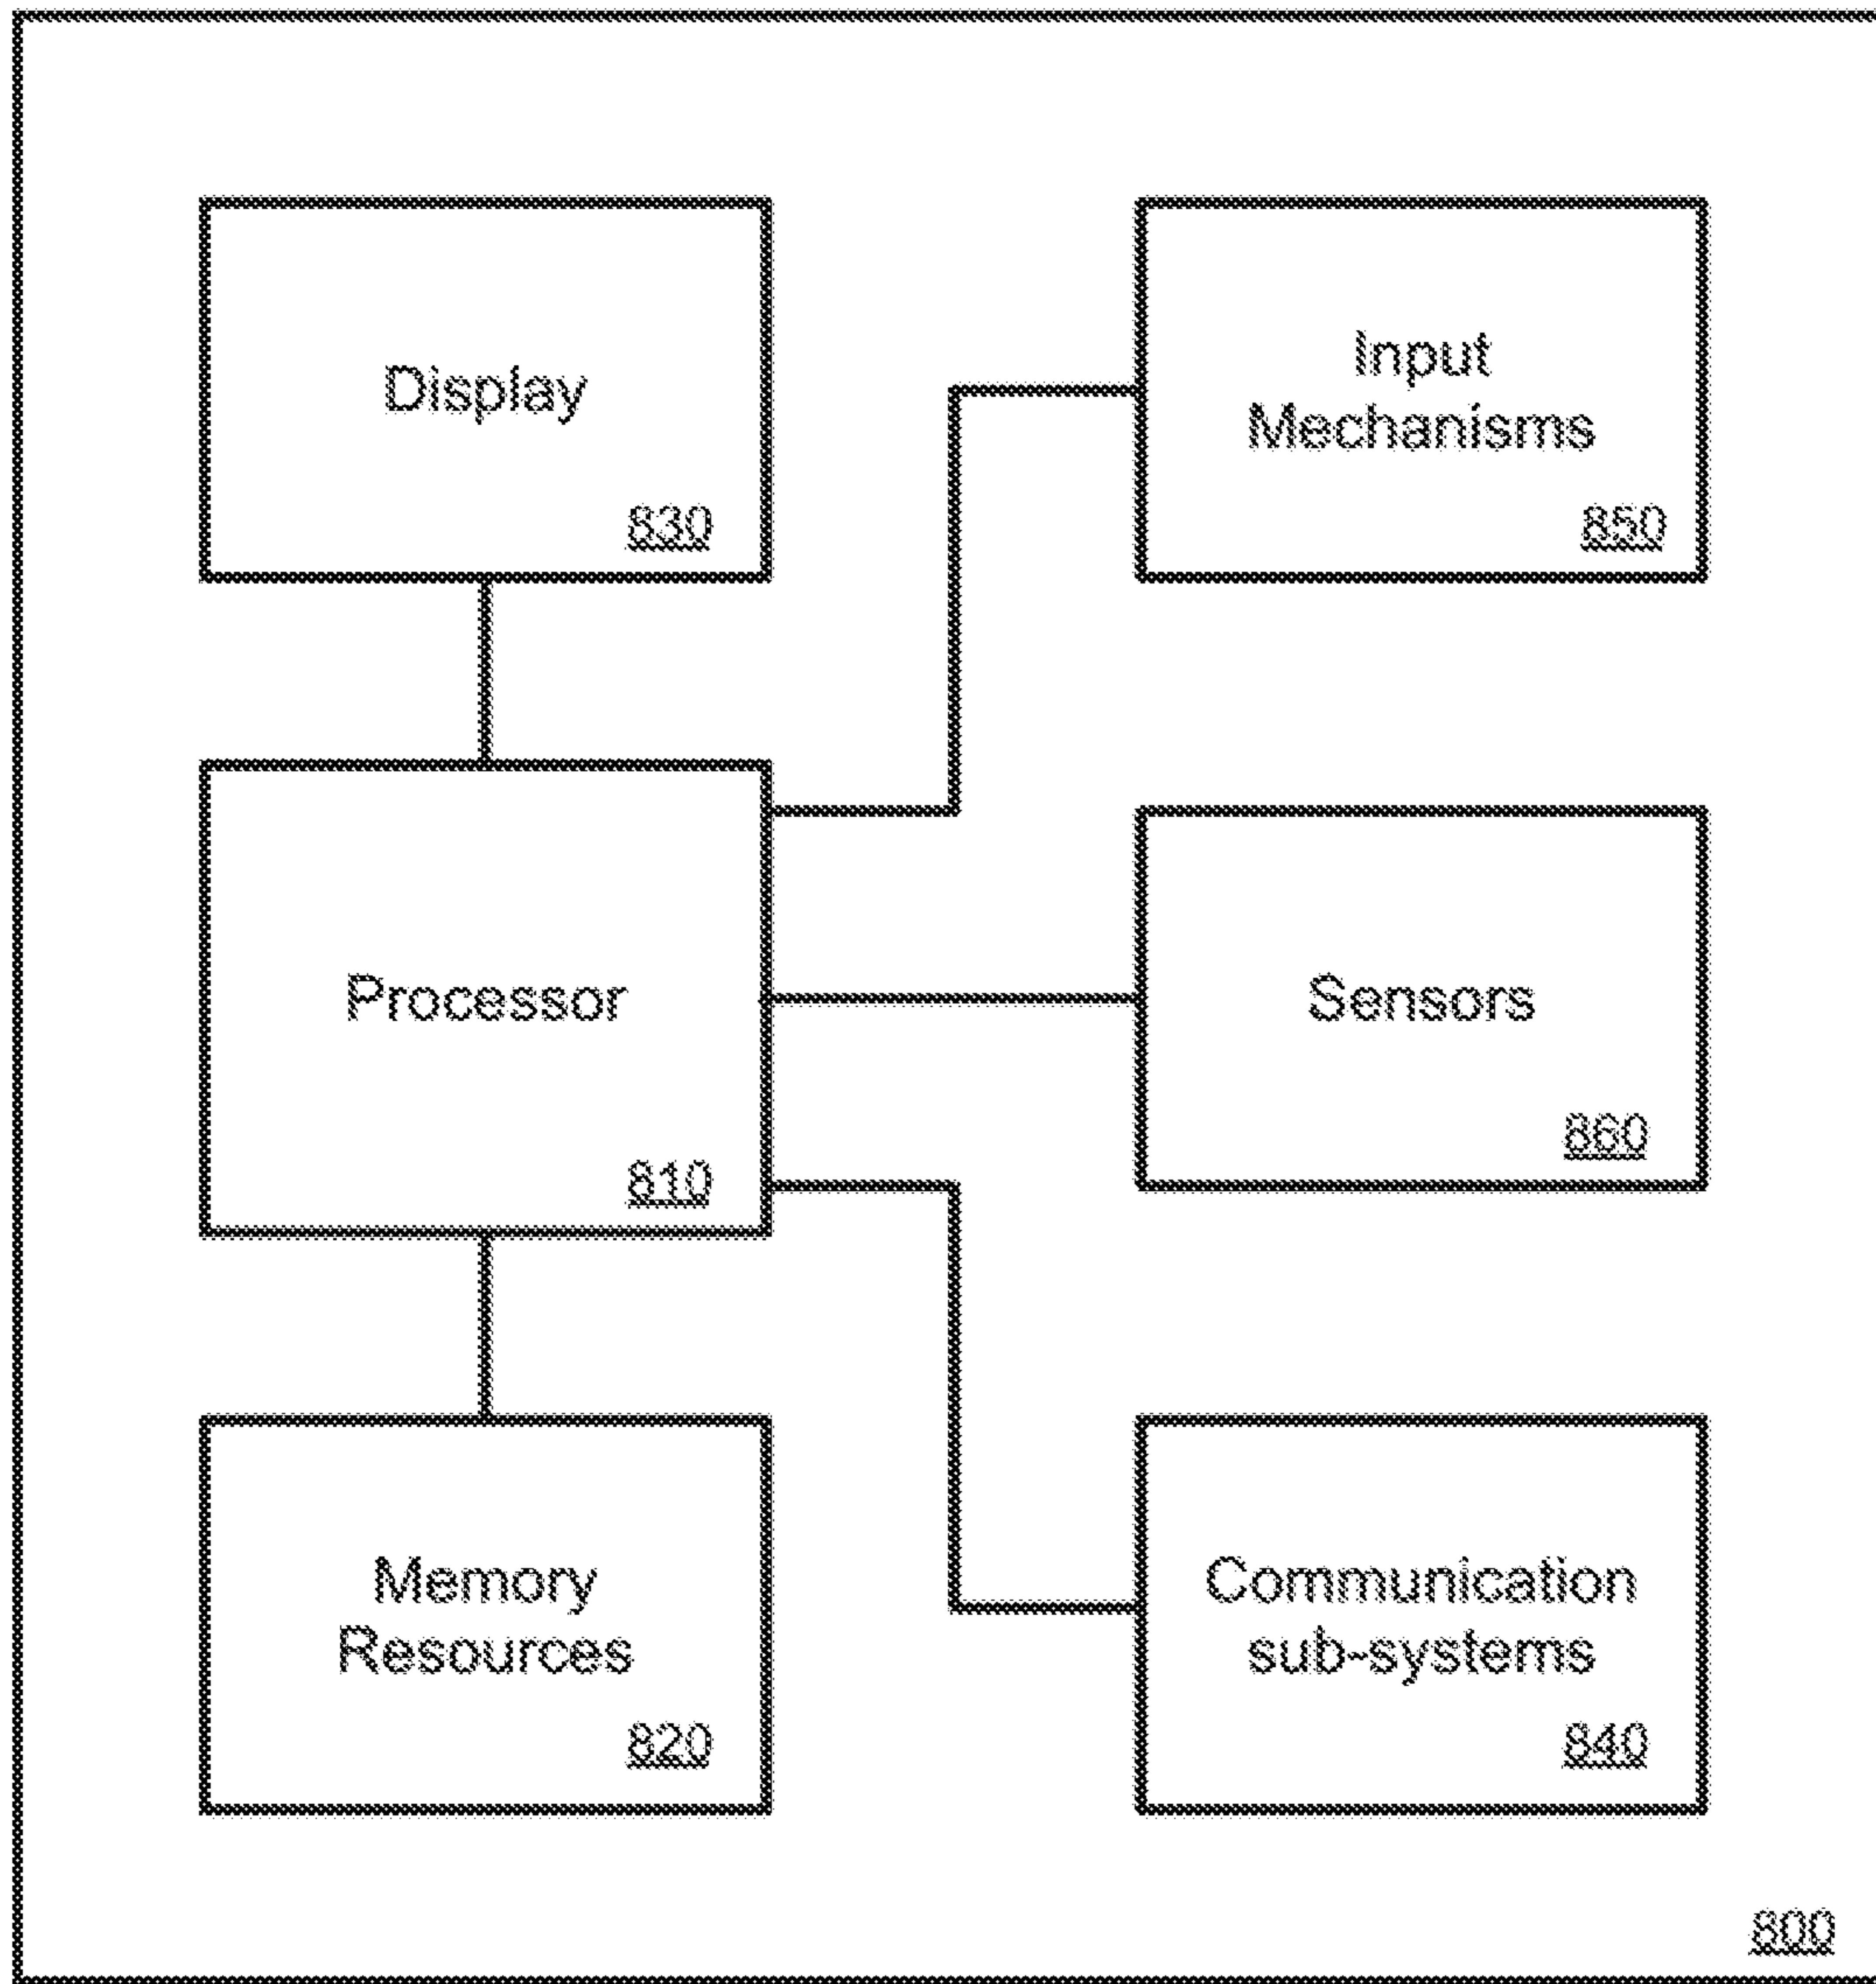 Display
830
Input
Mechanisms
850
Processor
810
Sensors
860
Memory
Resources
820
Communication
sub-systems
840
800